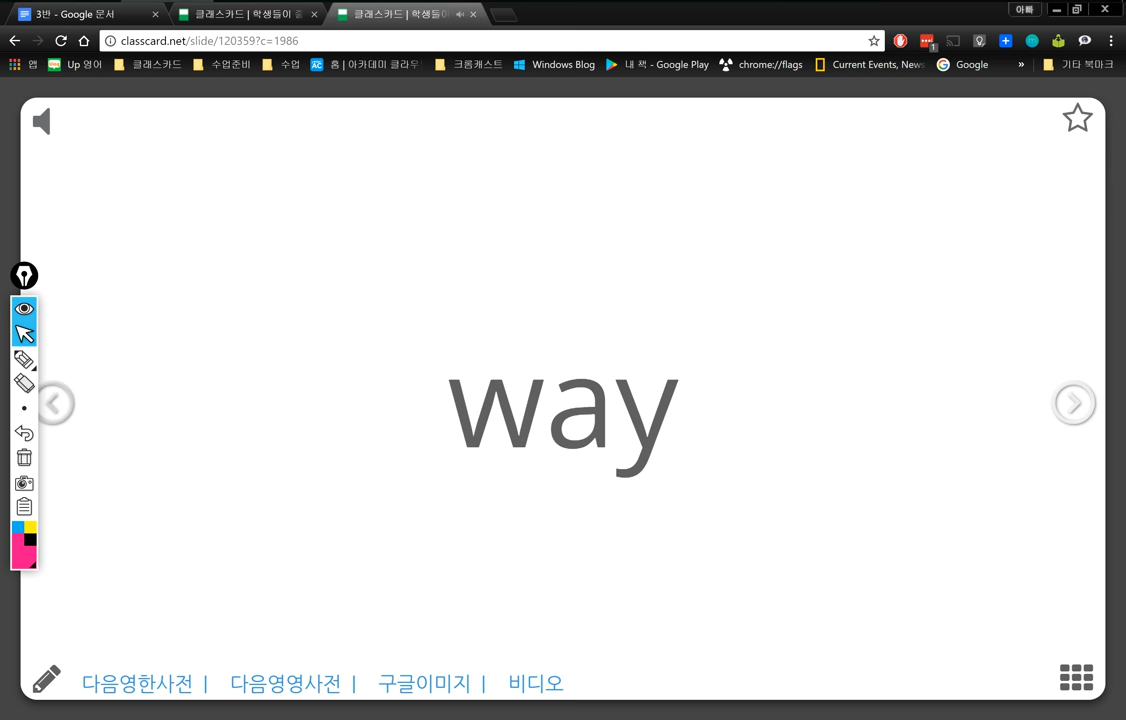 3반 - Google 문서
클래스카드 | 학생들이 즐
클래스카드 | 학생들이
아빠
classcard.net/slide/120359?c=1986
1
앱 Up 영어 클래스카드 수업준비 수업 홈 | 아카데미 클라우 크롬캐스트 Windows Blog 내 책 - Google Play chrome://flags Current Events, News Google » 기타 북마크
way
다음영한사전 | 다음영영사전 | 구글이미지 | 비디오